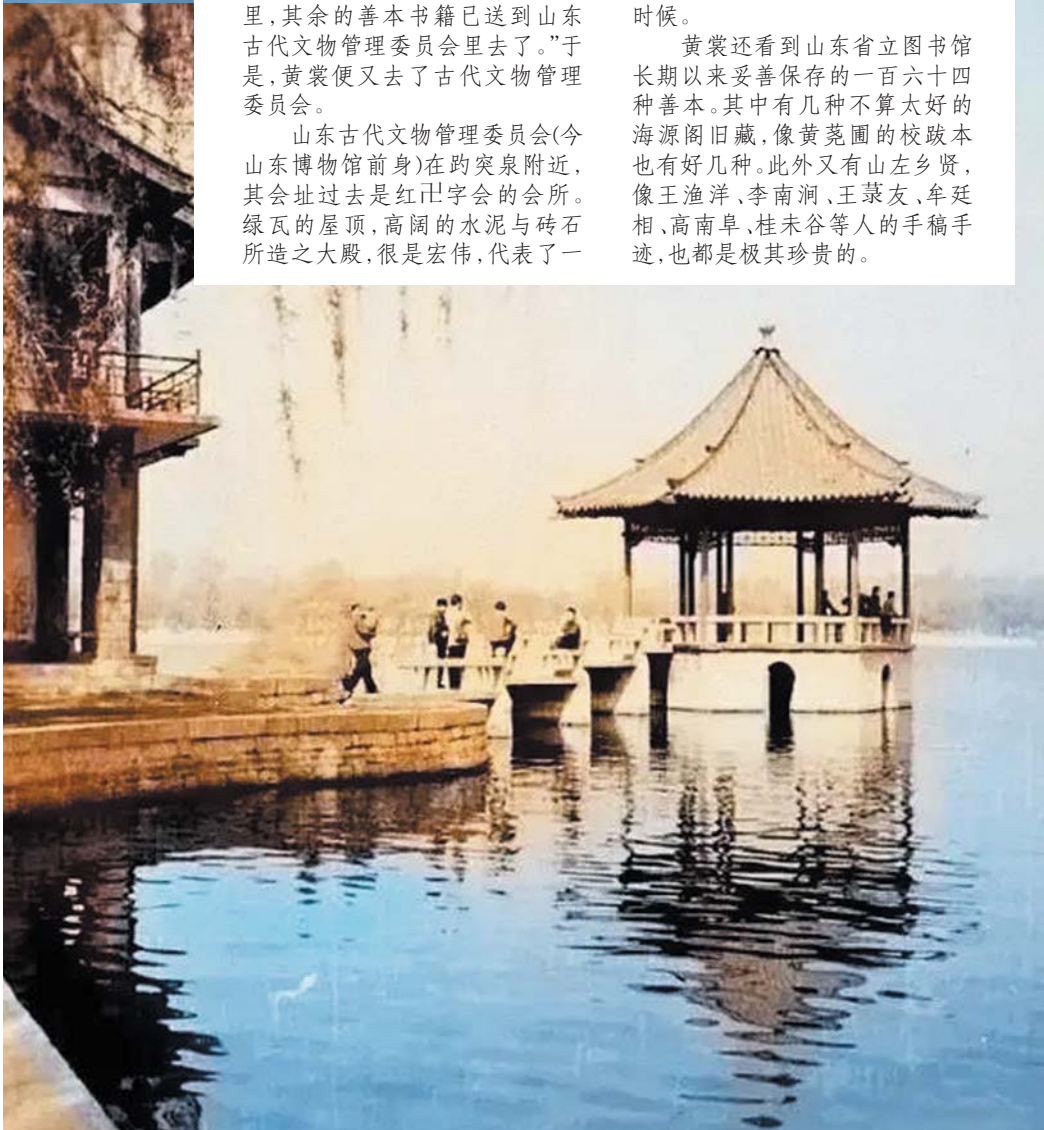 里,其余的善本书籍已送到山东
古代文物管理委员会里去了。”于
是,黄裳便又去了古代文物管理
委员会。
山东古代文物管理委员会(今
山东博物馆前身)在趵突泉附近,
其会址过去是红卍字会的会所。
绿瓦的屋顶,高阔的水泥与砖石
所造之大殿,很是宏伟,代表了一
时候。
黄裳还看到山东省立图书馆
长期以来妥善保存的一百六十四
种善本。其中有几种不算太好的
海源阁旧藏,像黄荛圃的校跋本
也有好几种。此外又有山左乡贤,
像王渔洋、李南涧、王菉友、牟廷
相、高南阜、桂未谷等人的手稿手
迹,也都是极其珍贵的。